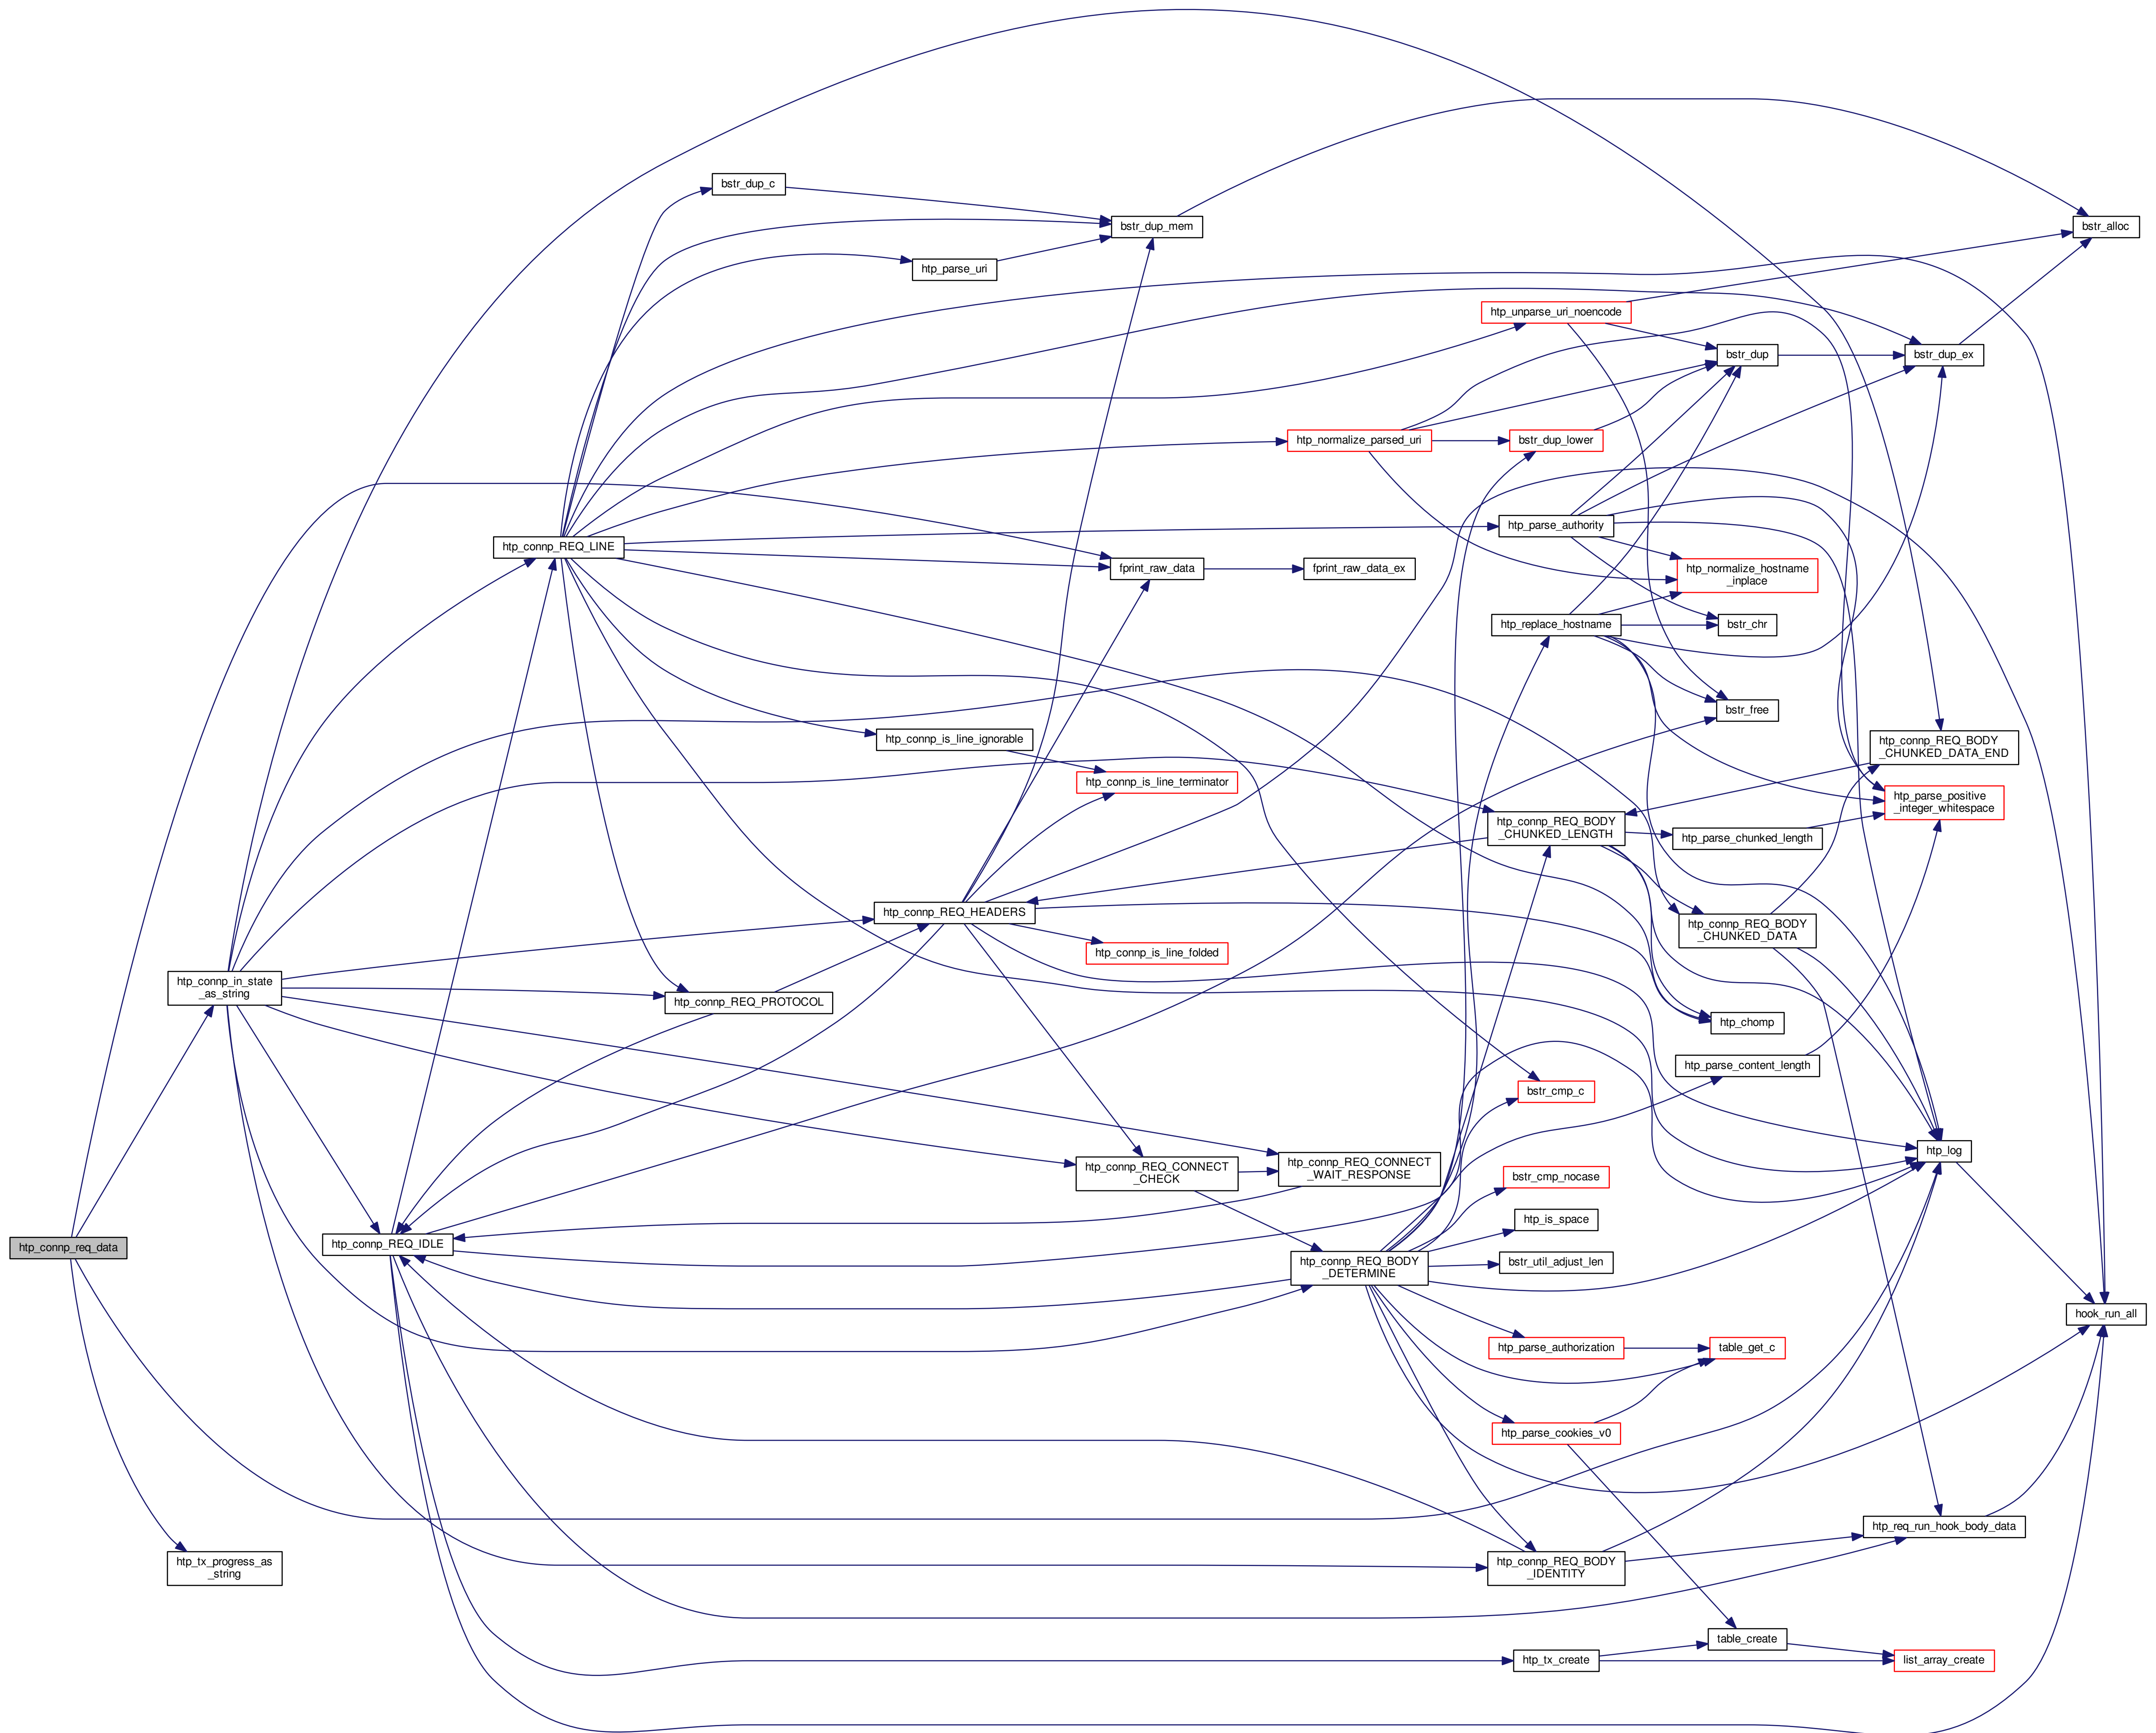 bstr_dup_c
bstr_dup_mem
bstr_alloc
htp_parse_uri
htp_unparse_uri_noencode
bstr_dup
bstr_dup_ex
htp_normalize_parsed_uri
bstr_dup_lower
htp_parse_authority
htp_connp_REQ_LINE
fprint_raw_data
fprint_raw_data_ex
htp_normalize_hostname
_inplace
htp_replace_hostname
bstr_chr
bstr_free
htp_connp_is_line_ignorable
htp_connp_REQ_BODY
_CHUNKED_DATA_END
htp_connp_is_line_terminator
htp_parse_positive
_integer_whitespace
htp_connp_REQ_BODY
_CHUNKED_LENGTH
htp_parse_chunked_length
htp_connp_REQ_HEADERS
htp_connp_REQ_BODY
_CHUNKED_DATA
htp_connp_is_line_folded
htp_connp_in_state
_as_string
htp_connp_REQ_PROTOCOL
htp_chomp
htp_parse_content_length
bstr_cmp_c
htp_log
htp_connp_REQ_CONNECT
_CHECK
htp_connp_REQ_CONNECT
_WAIT_RESPONSE
bstr_cmp_nocase
htp_is_space
htp_connp_req_data
htp_connp_REQ_IDLE
htp_connp_REQ_BODY
_DETERMINE
bstr_util_adjust_len
hook_run_all
htp_parse_authorization
table_get_c
htp_parse_cookies_v0
htp_req_run_hook_body_data
htp_tx_progress_as
_string
htp_connp_REQ_BODY
_IDENTITY
table_create
htp_tx_create
list_array_create